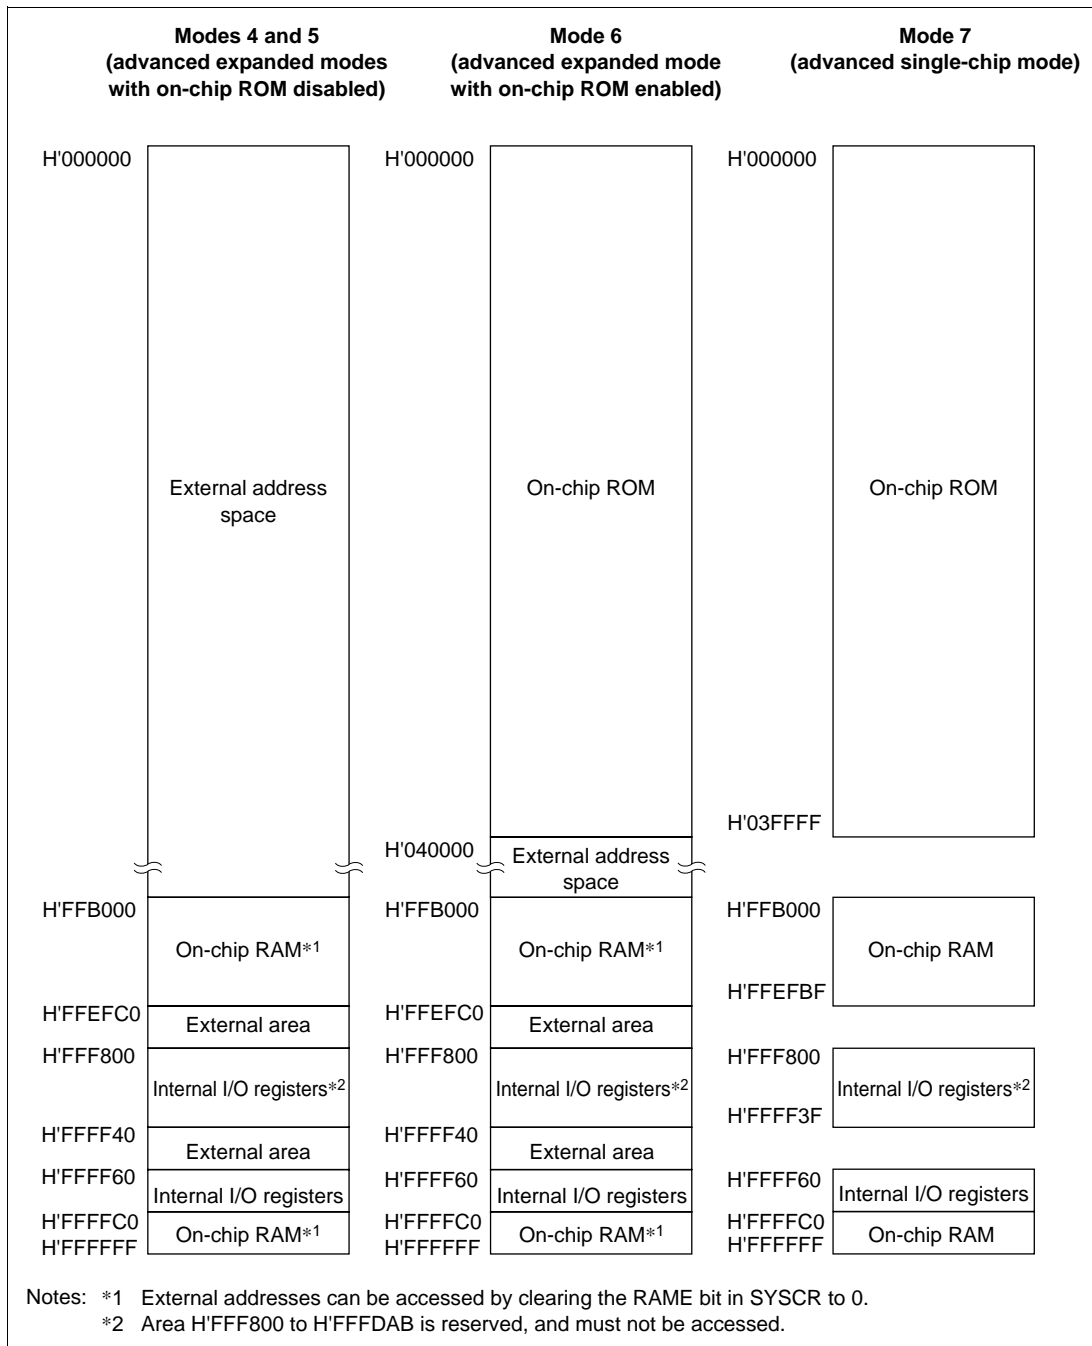 Modes 4 and 5
(advanced expanded modes
with on-chip ROM disabled)
Mode 6
(advanced expanded mode
with on-chip ROM enabled)
Mode 7
(advanced single-chip mode)
H'000000
External address
space
H'FFB000
On-chip RAM*1
H'FFEFC0
External area
H'FFF800
Internal I/O registers*2
H'FFFF40
External area
H'FFFF60
Internal I/O registers
H'FFFFC0
On-chip RAM*1
H'FFFFFF
H'000000
On-chip ROM
H'040000
External address
space
H'FFB000
On-chip RAM*1
H'FFEFC0
External area
H'FFF800
Internal I/O registers*2
H'FFFF40
External area
H'FFFF60
Internal I/O registers
H'FFFFC0
On-chip RAM*1
H'FFFFFF
H'000000
On-chip ROM
H'03FFFF
H'FFB000
On-chip RAM
H'FFEFBF
H'FFF800
Internal I/O registers*2
H'FFFF3F
H'FFFF60
Internal I/O registers
H'FFFFC0
On-chip RAM
H'FFFFFF
Notes: *1 External addresses can be accessed by clearing the RAME bit in SYSCR to 0.
*2 Area H'FFF800 to H'FFFDAB is reserved, and must not be accessed.